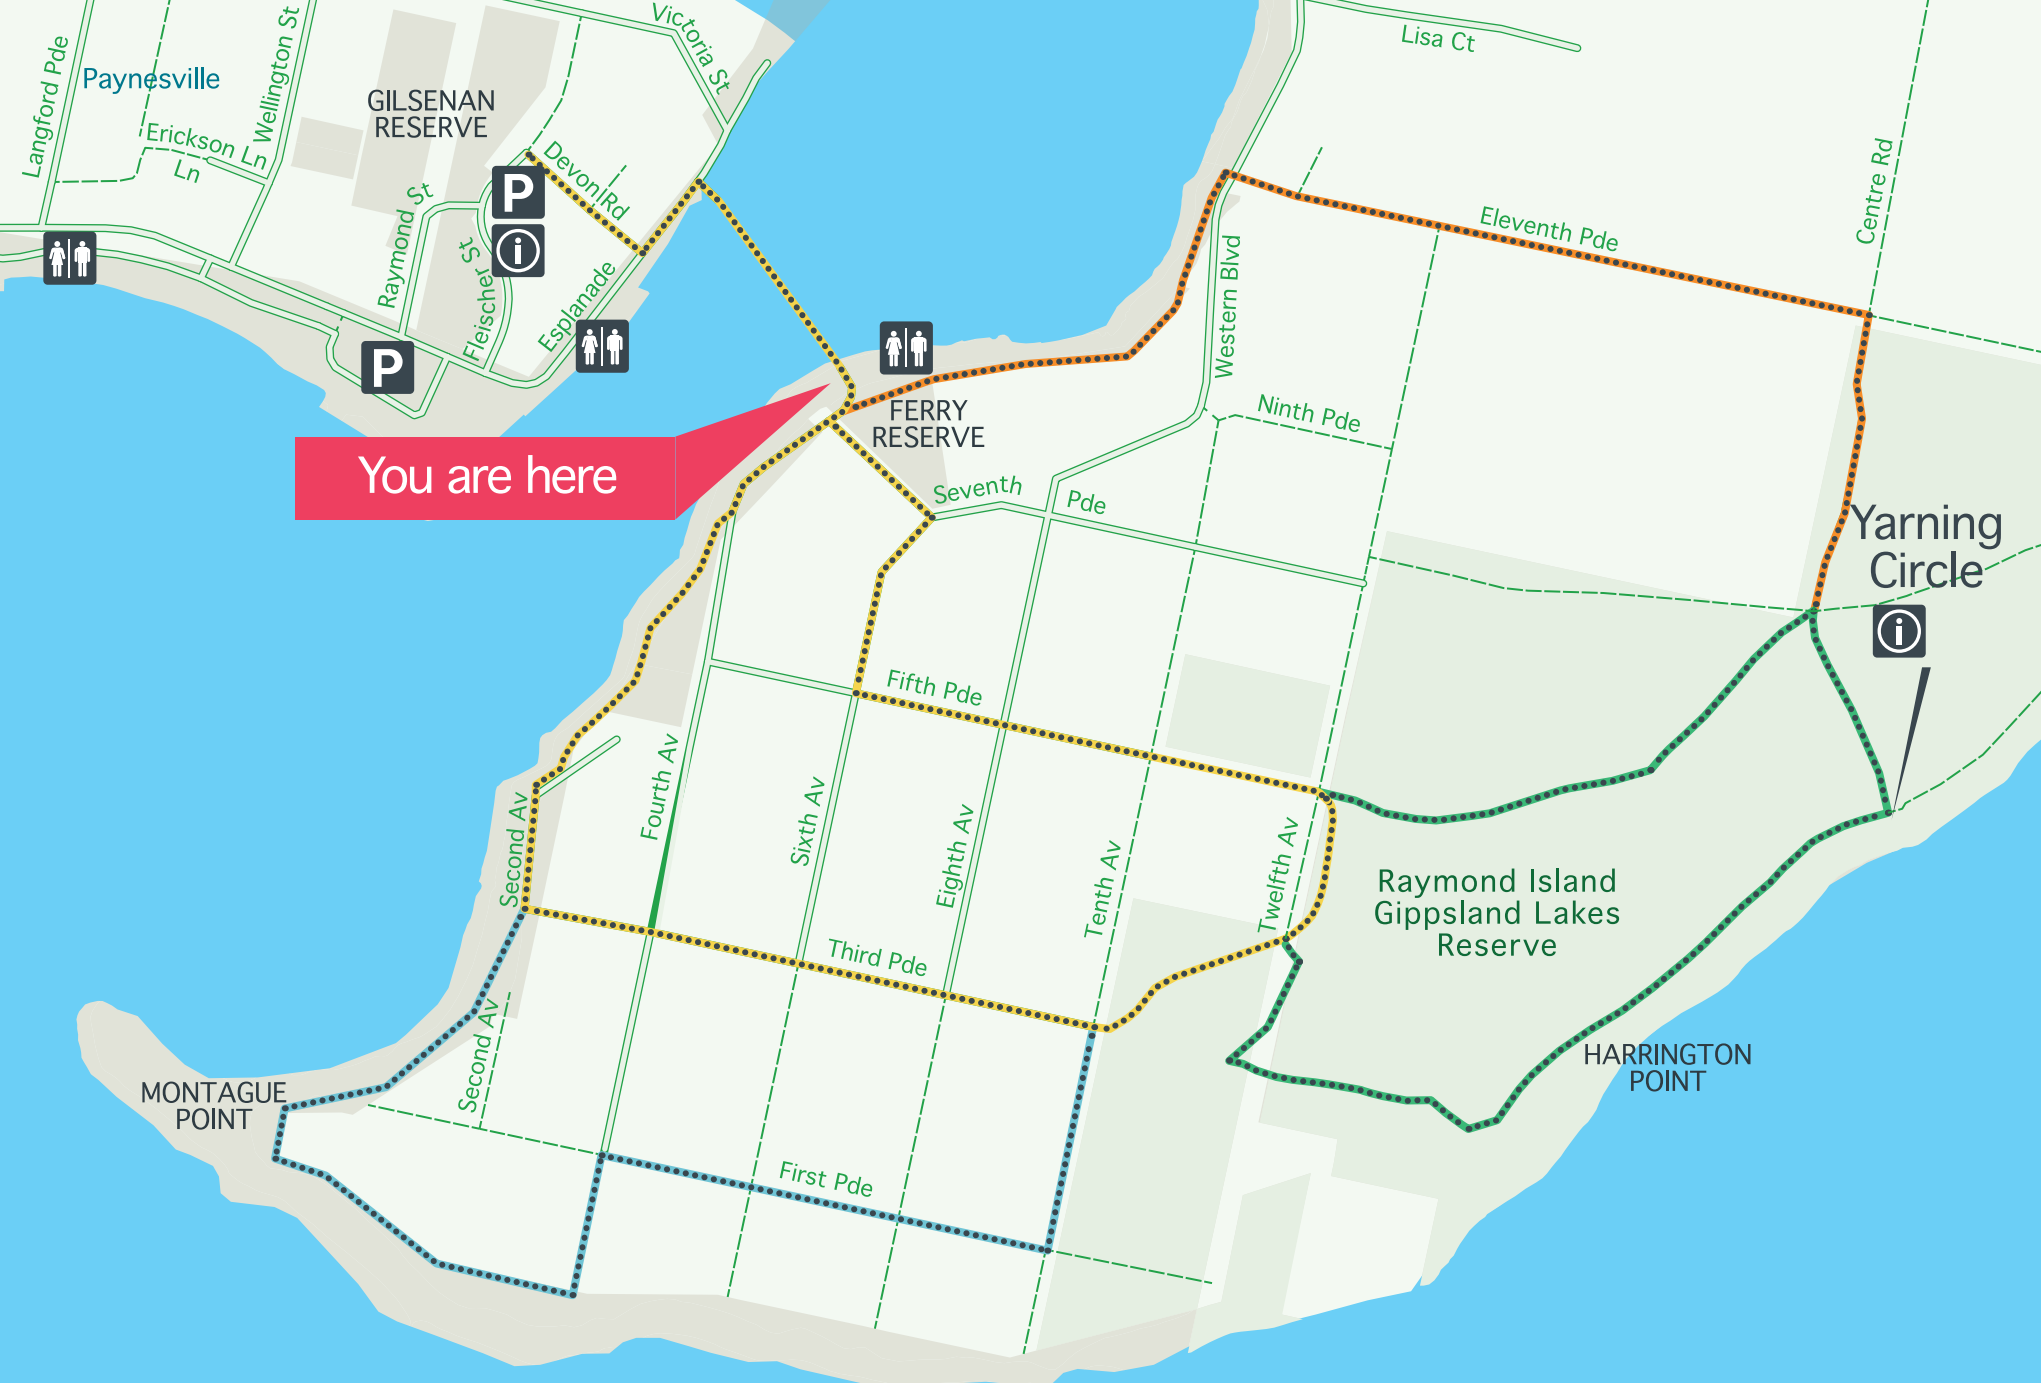 Langford Pde
Paynesville
Wellington St
Erickson Ln
Ln
GILSENAN
RESERVE
Victoria St
Devon Rd
P
i
Raymond St
Fleischer St
Esplanade
P
Lisa Ct
Centre Rd
Eleventh Pde
Western Blvd
Ninth Pde
FERRY
RESERVE
You are here
Seventh
Pde
Yarning
Circle
i
Fifth Pde
Fourth Av
Second Av
Sixth Av
Eighth Av
Tenth Av
Twelfth Av
Raymond Island
Gippsland Lakes
Reserve
Third Pde
Second Av
HARRINGTON
POINT
MONTAGUE
POINT
First Pde